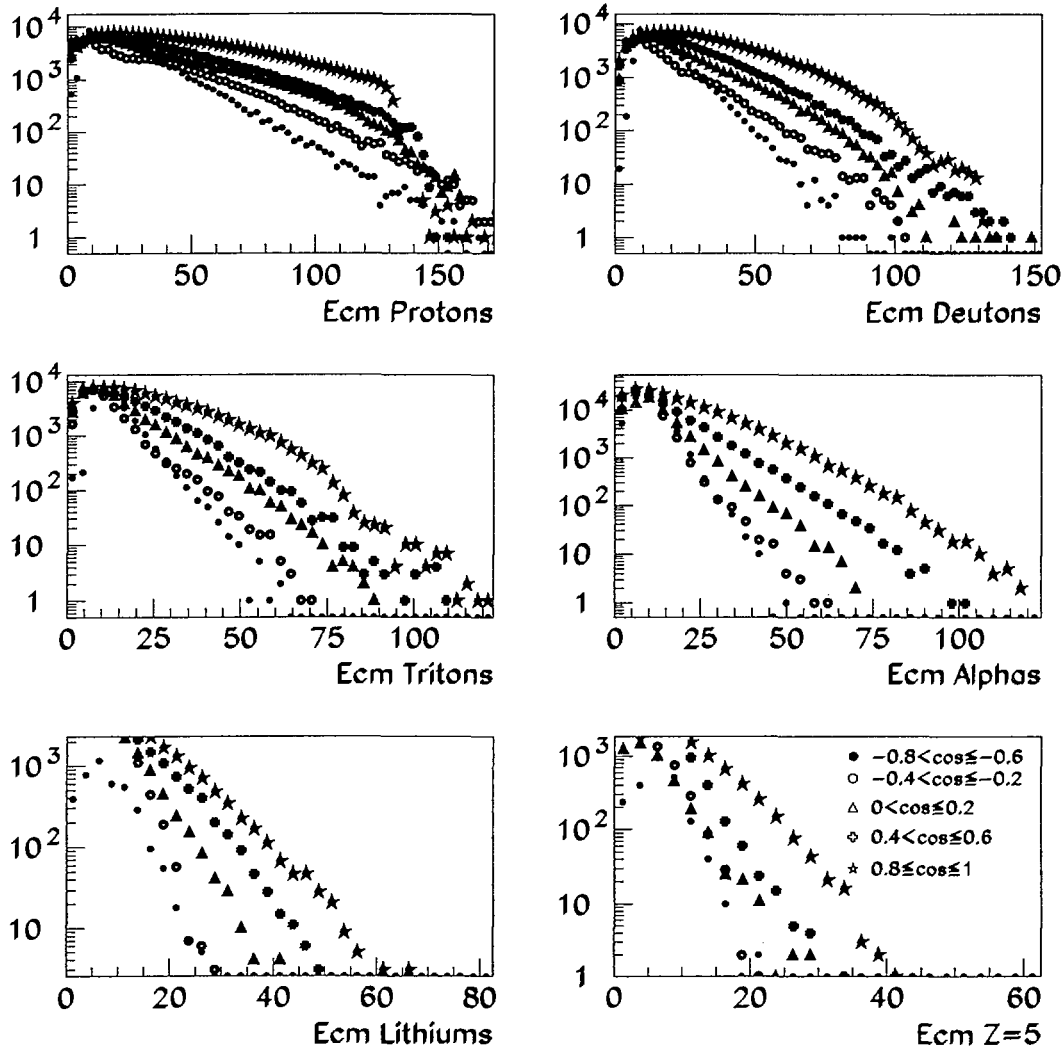 10^4
10^3
10^2
10
1
0 50 100 150
Ecm Protons
10^4
10^3
10^2
10
1
0 50 100 150
Ecm Deutons
10^4
10^3
10^2
10
1
0 25 50 75 100
Ecm Tritons
10^4
10^3
10^2
10
1
0 25 50 75 100
Ecm Alphas
10^3
10^2
10
0 20 40 60 80
Ecm Lithiums
10^3
10^2
10
1
0 20 40 60
Ecm Z=5
-0.8<cos≦-0.6
-0.4<cos≦-0.2
0<cos≦0.2
0.4<cos≦0.6
0.8≦cos≦1